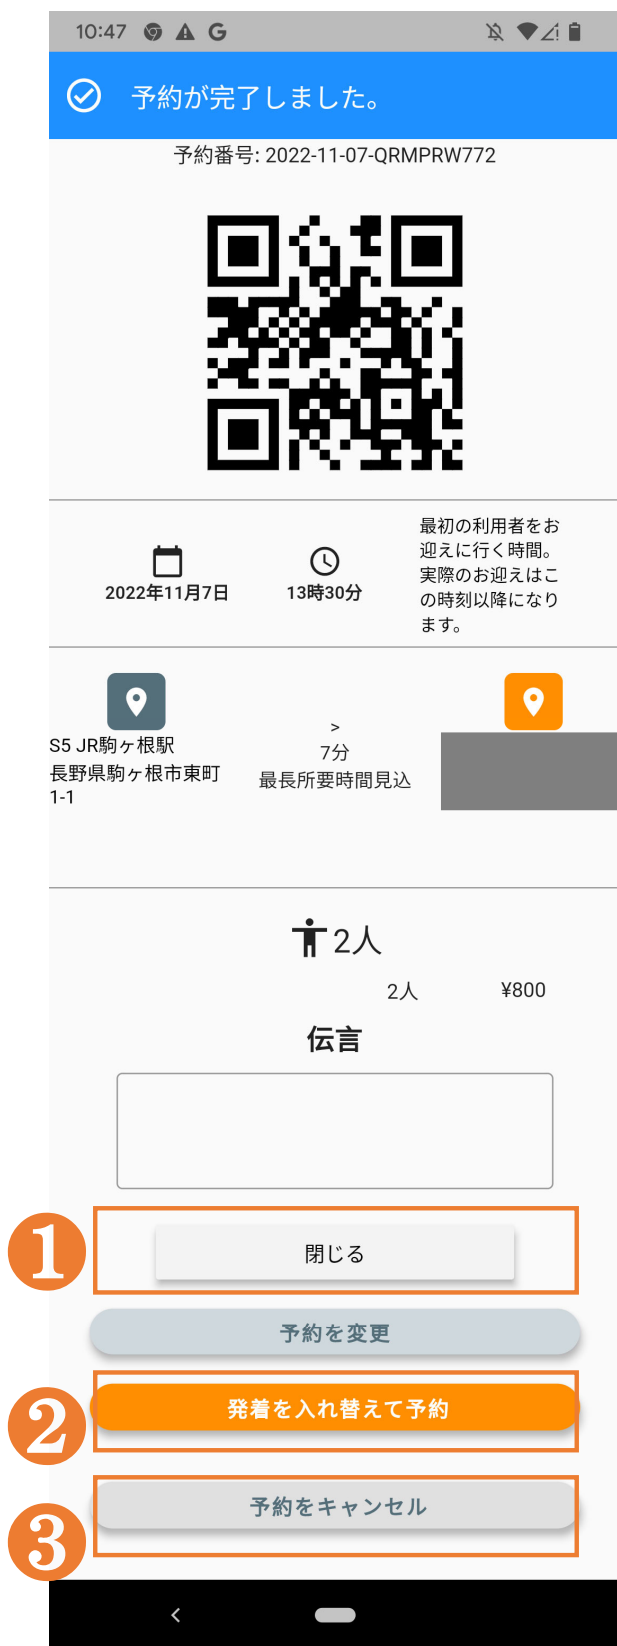 10:47
予約が完了しました。
予約番号: 2022-11-07-QRMPRW772
2022年11月7日
13時30分
最初の利用者をお
迎えに行く時間。
実際のお迎えはこ
の時刻以降になり
ます。
S5 JR駒ヶ根駅
長野県駒ヶ根市東町
1-1
>
7分
最長所要時間見込
2人
2人 ¥800
伝言
1
閉じる
予約を変更
2
発着を入れ替えて予約
3
予約をキャンセル